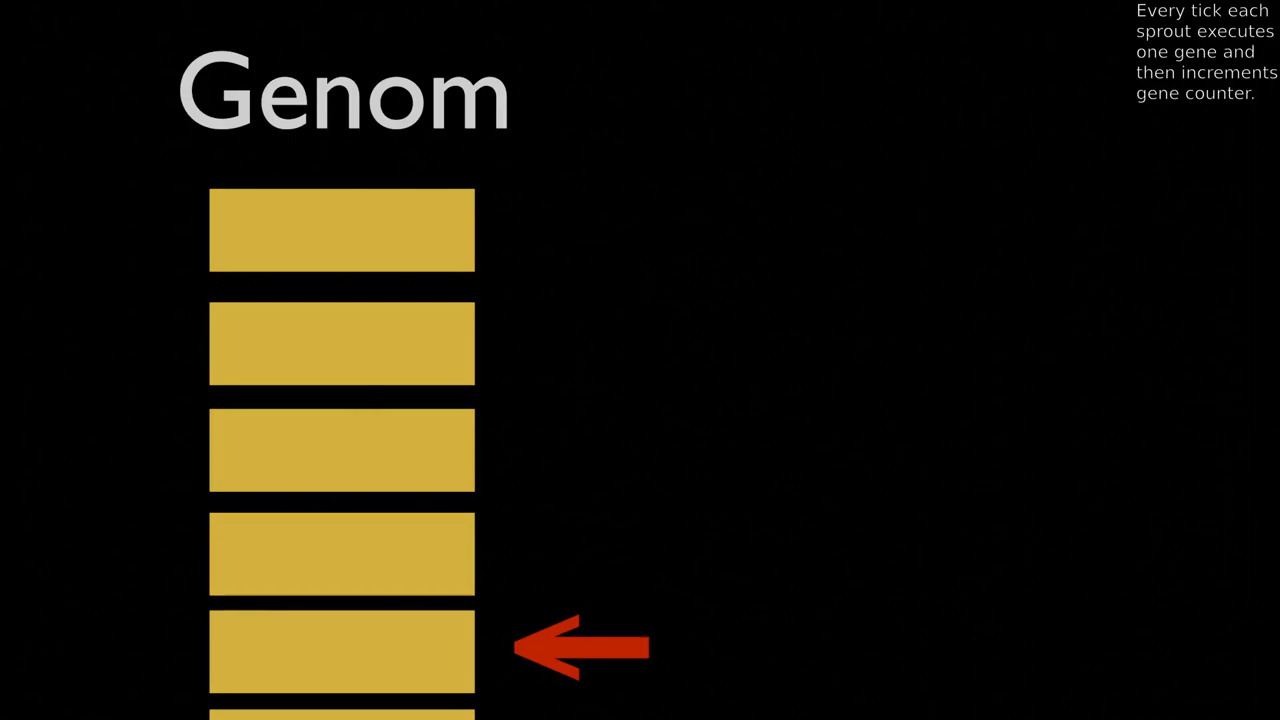 Genom
Every tick each
sprout executes
one gene and
then increments
gene counter.